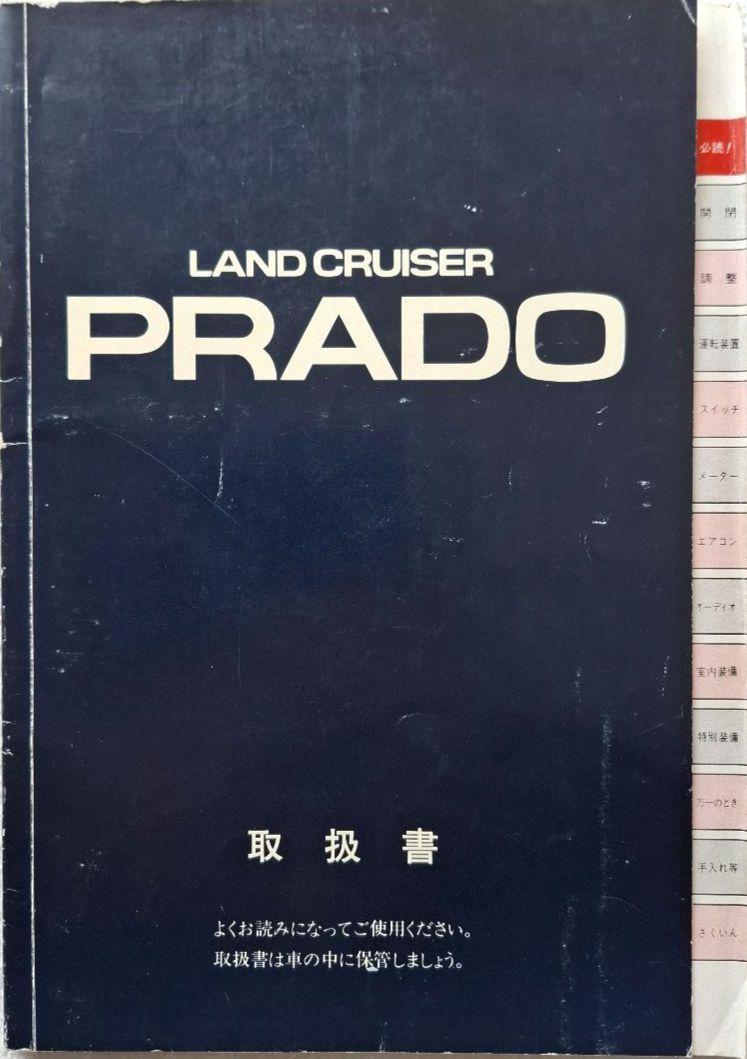 LAND CRUISER
PRADO
取扱書
よくお読みになってご使用ください。
取扱書は車の中に保管しましょう。
必読!
開閉
調整
運転装置
スイッチ
メーター
エアコン
オーディオ
室内装備
特別装備
万一のとき
手入れ等
さくいん